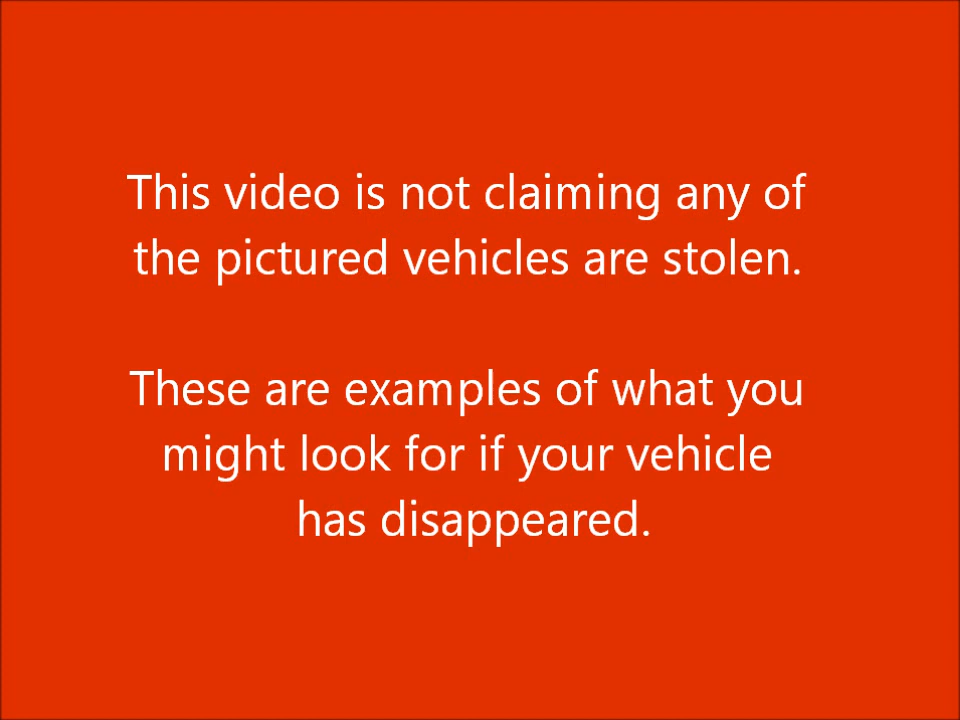 This video is not claiming any of
the pictured vehicles are stolen.
These are examples of what you
might look for if your vehicle
has disappeared.